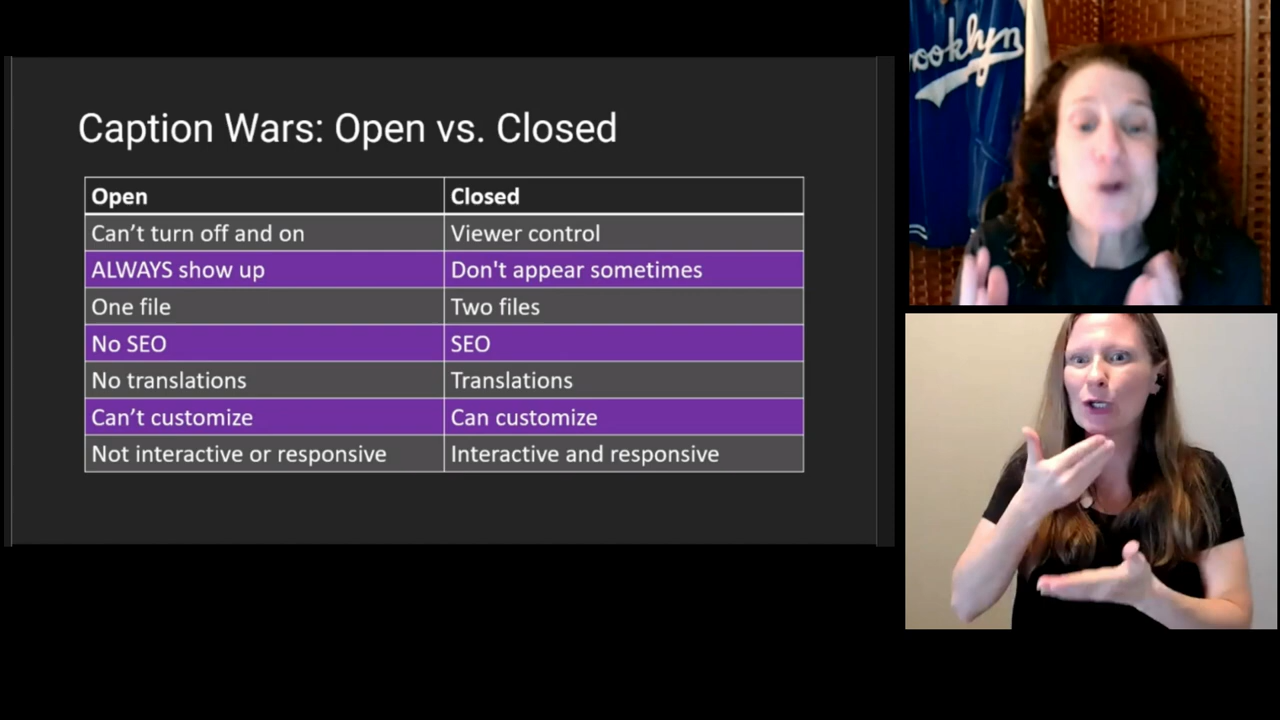 Caption Wars: Open vs. Closed
Open Closed
Can’t turn off and on Viewer control
ALWAYS show up Don't appear sometimes
One file Two files
No SEO SEO
No translations Translations
Can’t customize Can customize
Not interactive or responsive Interactive and responsive
rooklyn